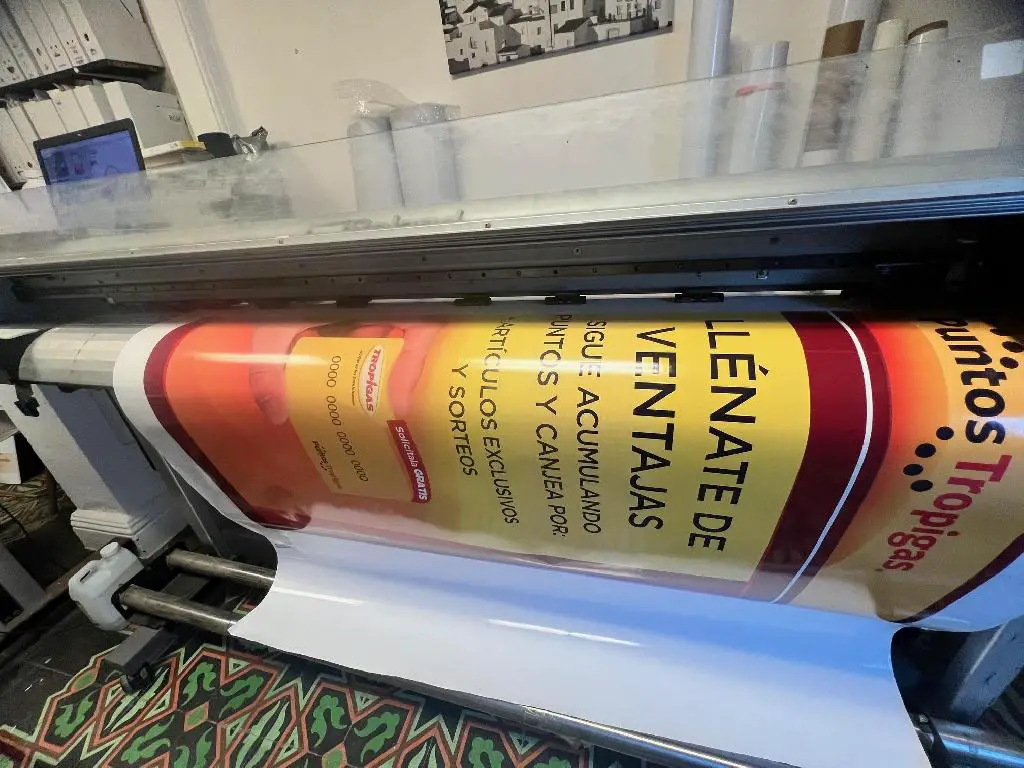 Puntos Tropigas
LLÉNATE DE
VENTAJAS
SIGUE ACUMULANDO
PUNTOS Y CANJEA POR:
ARTÍCULOS EXCLUSIVOS
Y SORTEOS
Solicítala GRATIS
TROPIGAS
0000 0000 0000 0000